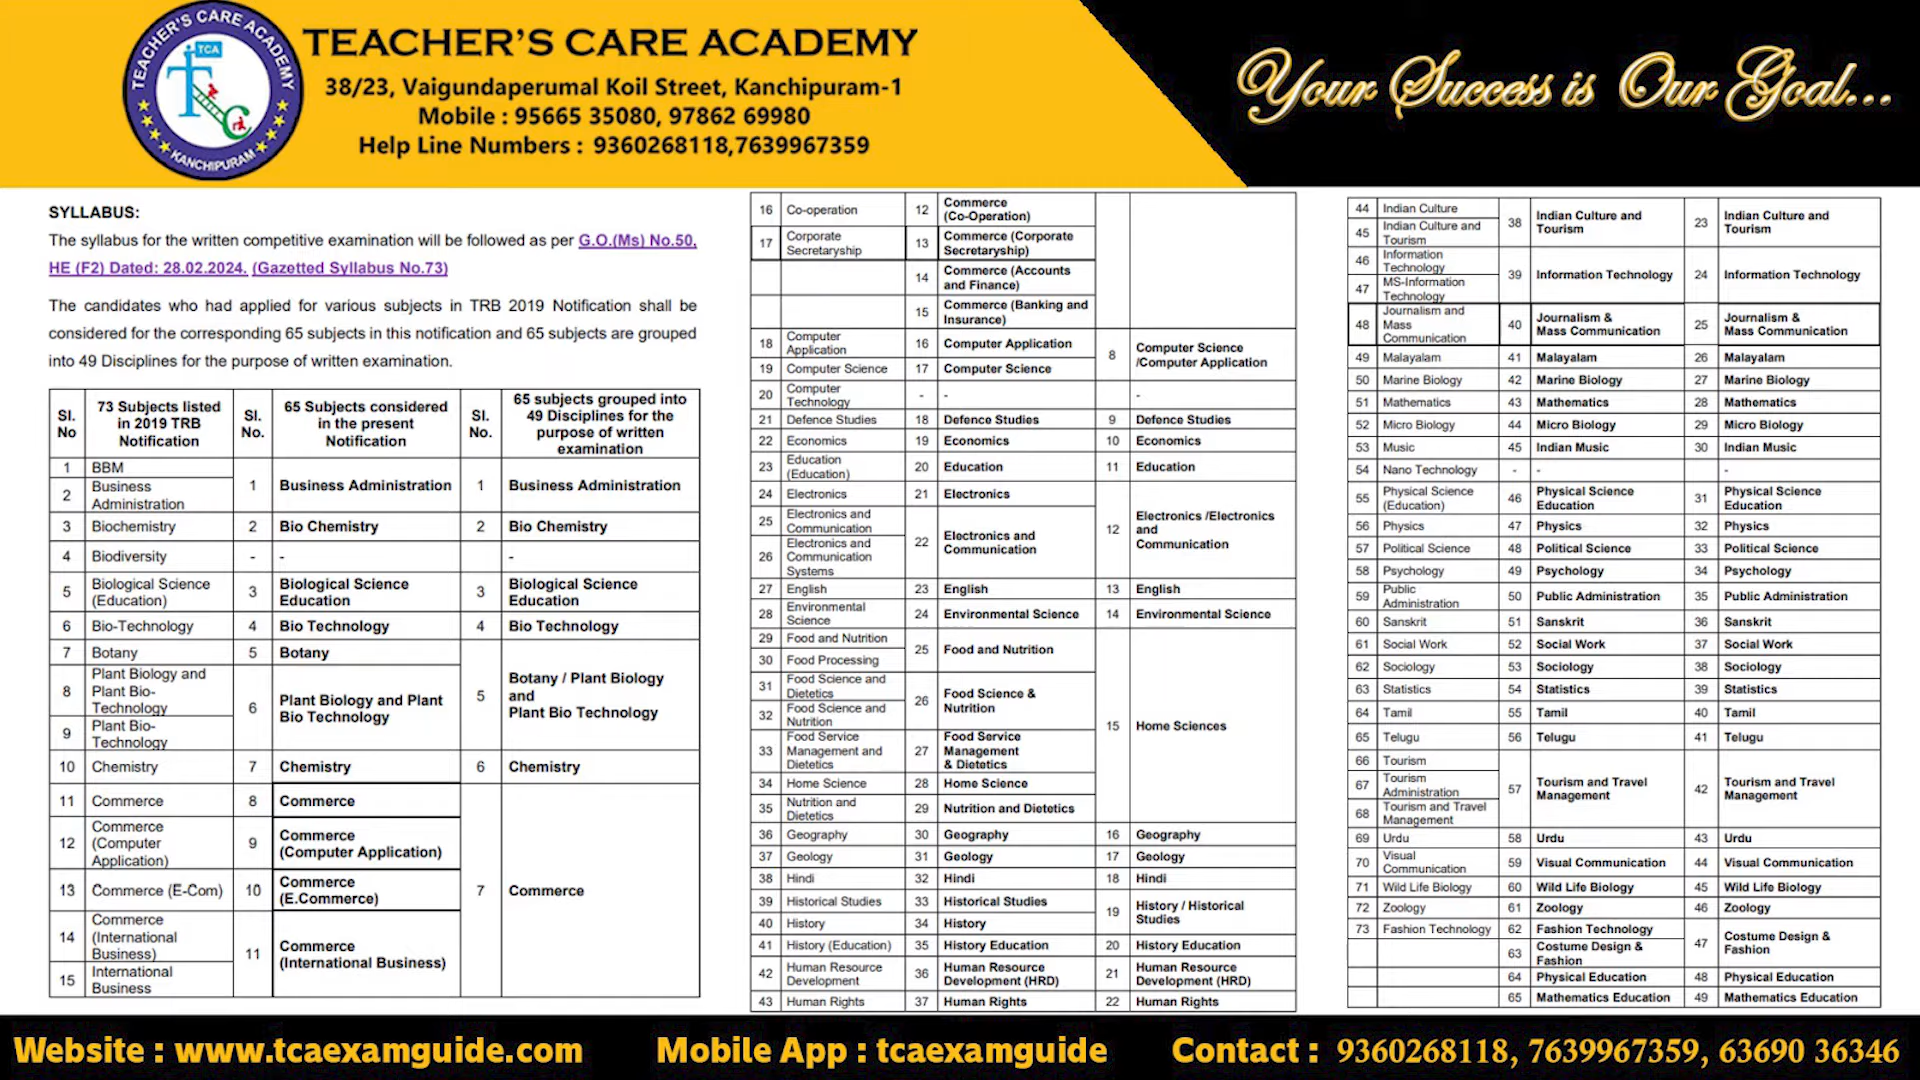 TEACHER'S CARE ACADEMY
KANCHIPURAM
TCA
TEACHER'S CARE ACADEMY
38/23, Vaigundaperumal Koil Street, Kanchipuram-1
Mobile : 95665 35080, 97862 69980
Help Line Numbers : 9360268118,7639967359
Your Success is Our Goal...
SYLLABUS:
The syllabus for the written competitive examination will be followed as per G.O.(Ms) No.50,
HE (F2) Dated: 28.02.2024. (Gazetted Syllabus No.73)
The candidates who had applied for various subjects in TRB 2019 Notification shall be
considered for the corresponding 65 subjects in this notification and 65 subjects are grouped
into 49 Disciplines for the purpose of written examination.
Sl. No 73 Subjects listed in 2019 TRB Notification Sl. No. 65 Subjects considered in the present Notification Sl. No. 65 subjects grouped into 49 Disciplines for the purpose of written examination
1 BBM 1 Business Administration 1 Business Administration
2 Business Administration
3 Biochemistry 2 Bio Chemistry 2 Bio Chemistry
4 Biodiversity - - -
5 Biological Science (Education) 3 Biological Science Education 3 Biological Science Education
6 Bio-Technology 4 Bio Technology 4 Bio Technology
7 Botany 5 Botany 5 Botany / Plant Biology and Plant Bio Technology
8 Plant Biology and Plant Bio-Technology 6 Plant Biology and Plant Bio Technology
9 Plant Bio-Technology
10 Chemistry 7 Chemistry 6 Chemistry
11 Commerce 8 Commerce 7 Commerce
12 Commerce (Computer Application) 9 Commerce (Computer Application)
13 Commerce (E-Com) 10 Commerce (E.Commerce)
14 Commerce (International Business) 11 Commerce (International Business)
15 International Business
16 Co-operation 12 Commerce (Co-Operation)
17 Corporate Secretaryship 13 Commerce (Corporate Secretaryship)
14 Commerce (Accounts and Finance)
15 Commerce (Banking and Insurance)
18 Computer Application 16 Computer Application 8 Computer Science /Computer Application
19 Computer Science 17 Computer Science
20 Computer Technology - - -
21 Defence Studies 18 Defence Studies 9 Defence Studies
22 Economics 19 Economics 10 Economics
23 Education (Education) 20 Education 11 Education
24 Electronics 21 Electronics 12 Electronics /Electronics and Communication
25 Electronics and Communication 22 Electronics and Communication
26 Electronics and Communication Systems
27 English 23 English 13 English
28 Environmental Science 24 Environmental Science 14 Environmental Science
29 Food and Nutrition 25 Food and Nutrition 15 Home Sciences
30 Food Processing
31 Food Science and Dietetics 26 Food Science & Nutrition
32 Food Science and Nutrition
33 Food Service Management and Dietetics 27 Food Service Management & Dietetics
34 Home Science 28 Home Science
35 Nutrition and Dietetics 29 Nutrition and Dietetics
36 Geography 30 Geography 16 Geography
37 Geology 31 Geology 17 Geology
38 Hindi 32 Hindi 18 Hindi
39 Historical Studies 33 Historical Studies 19 History / Historical Studies
40 History 34 History
41 History (Education) 35 History Education 20 History Education
42 Human Resource Development 36 Human Resource Development (HRD) 21 Human Resource Development (HRD)
43 Human Rights 37 Human Rights 22 Human Rights
44 Indian Culture 38 Indian Culture and Tourism 23 Indian Culture and Tourism
45 Indian Culture and Tourism
46 Information Technology 39 Information Technology 24 Information Technology
47 MS-Information Technology
48 Journalism and Mass Communication 40 Journalism & Mass Communication 25 Journalism & Mass Communication
49 Malayalam 41 Malayalam 26 Malayalam
50 Marine Biology 42 Marine Biology 27 Marine Biology
51 Mathematics 43 Mathematics 28 Mathematics
52 Micro Biology 44 Micro Biology 29 Micro Biology
53 Music 45 Indian Music 30 Indian Music
54 Nano Technology - - -
55 Physical Science (Education) 46 Physical Science Education 31 Physical Science Education
56 Physics 47 Physics 32 Physics
57 Political Science 48 Political Science 33 Political Science
58 Psychology 49 Psychology 34 Psychology
59 Public Administration 50 Public Administration 35 Public Administration
60 Sanskrit 51 Sanskrit 36 Sanskrit
61 Social Work 52 Social Work 37 Social Work
62 Sociology 53 Sociology 38 Sociology
63 Statistics 54 Statistics 39 Statistics
64 Tamil 55 Tamil 40 Tamil
65 Telugu 56 Telugu 41 Telugu
66 Tourism 57 Tourism and Travel Management 42 Tourism and Travel Management
67 Tourism Administration
68 Tourism and Travel Management
69 Urdu 58 Urdu 43 Urdu
70 Visual Communication 59 Visual Communication 44 Visual Communication
71 Wild Life Biology 60 Wild Life Biology 45 Wild Life Biology
72 Zoology 61 Zoology 46 Zoology
73 Fashion Technology 62 Fashion Technology 47 Costume Design & Fashion
63 Costume Design & Fashion
64 Physical Education 48 Physical Education
65 Mathematics Education 49 Mathematics Education
Website : www.tcaexamguide.com Mobile App : tcaexamguide Contact : 9360268118, 7639967359, 63690 36346